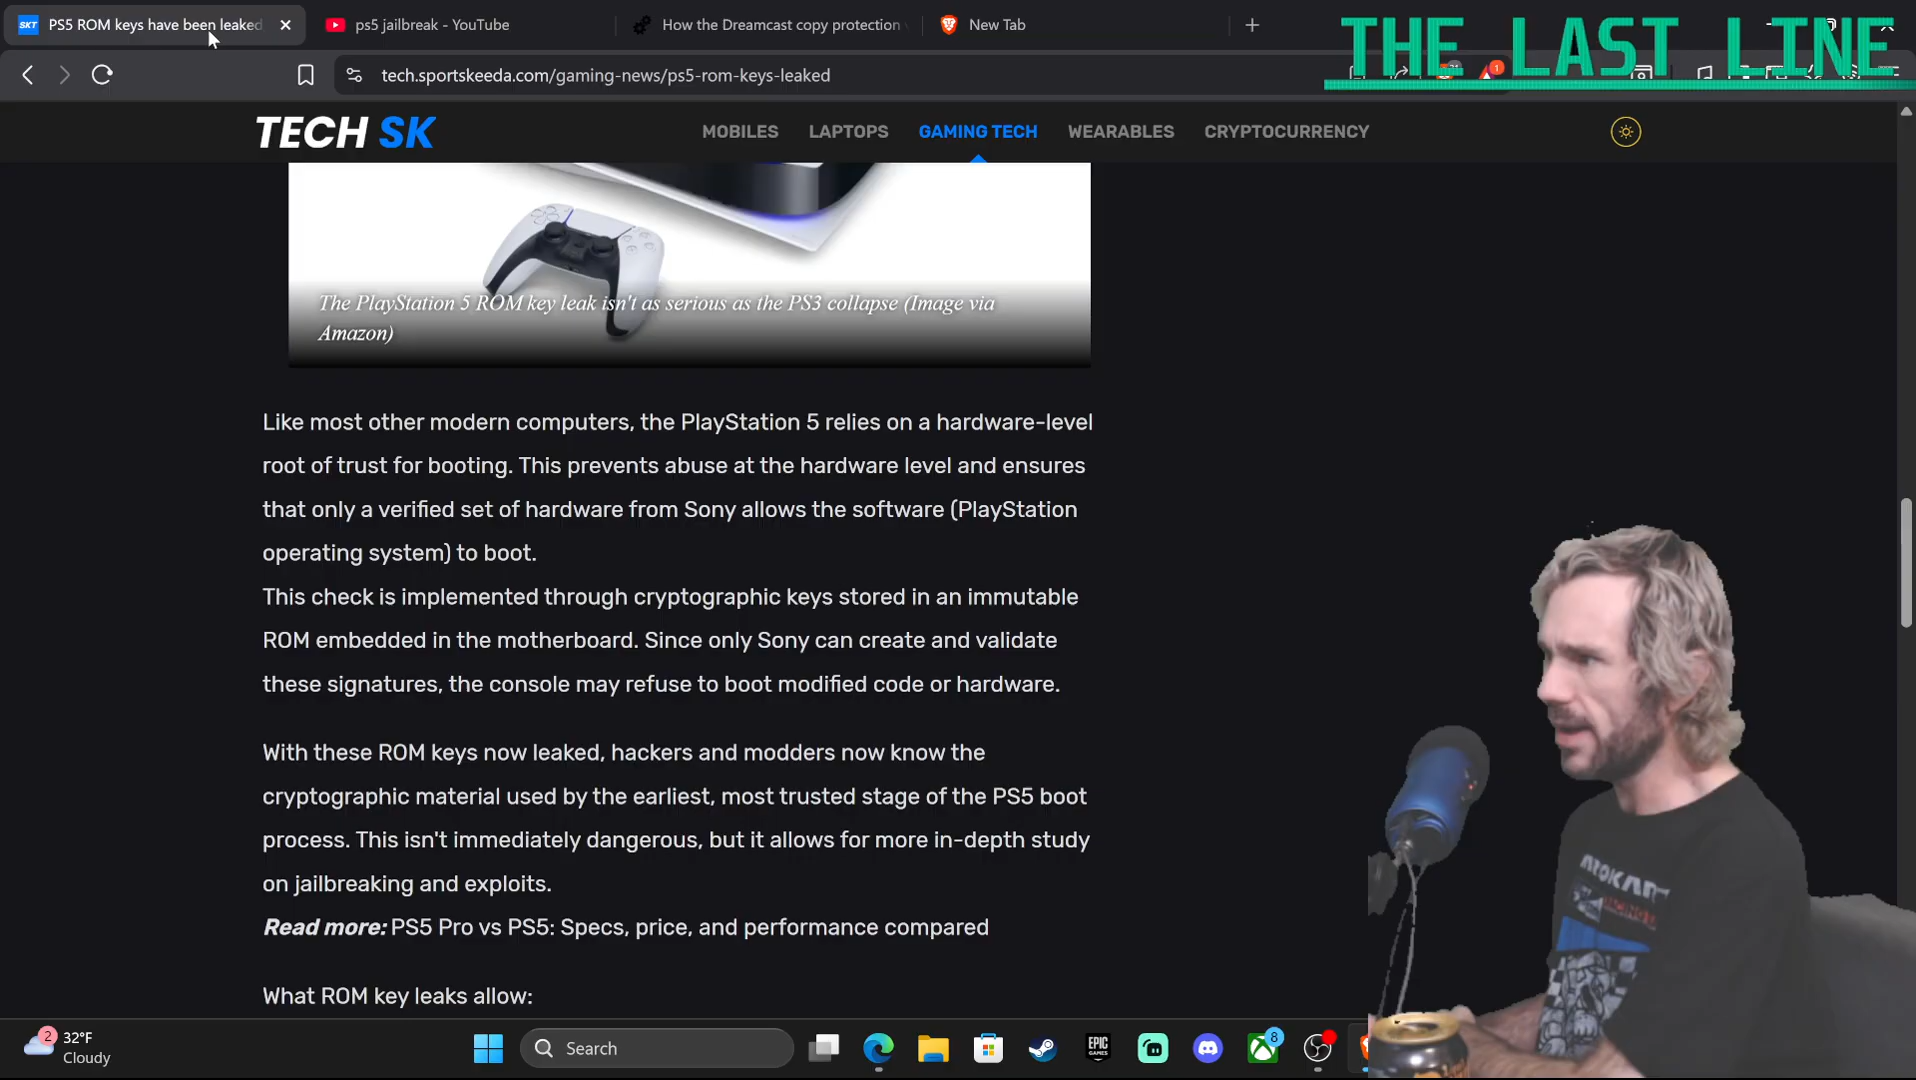 PS5 ROM keys have been leaked
ps5 jailbreak - YouTube
How the Dreamcast copy protection
New Tab
THE LAST LINE
tech.sportskeeda.com/gaming-news/ps5-rom-keys-leaked
1
TECH SK
MOBILES
LAPTOPS
GAMING TECH
WEARABLES
CRYPTOCURRENCY
The PlayStation 5 ROM key leak isn't as serious as the PS3 collapse (Image via
Amazon)
Like most other modern computers, the PlayStation 5 relies on a hardware-level
root of trust for booting. This prevents abuse at the hardware level and ensures
that only a verified set of hardware from Sony allows the software (PlayStation
operating system) to boot.
This check is implemented through cryptographic keys stored in an immutable
ROM embedded in the motherboard. Since only Sony can create and validate
these signatures, the console may refuse to boot modified code or hardware.
With these ROM keys now leaked, hackers and modders now know the
cryptographic material used by the earliest, most trusted stage of the PS5 boot
process. This isn't immediately dangerous, but it allows for more in-depth study
on jailbreaking and exploits.
Read more: PS5 Pro vs PS5: Specs, price, and performance compared
What ROM key leaks allow:
2
32°F
Cloudy
Search
EPIC
GAMES
8